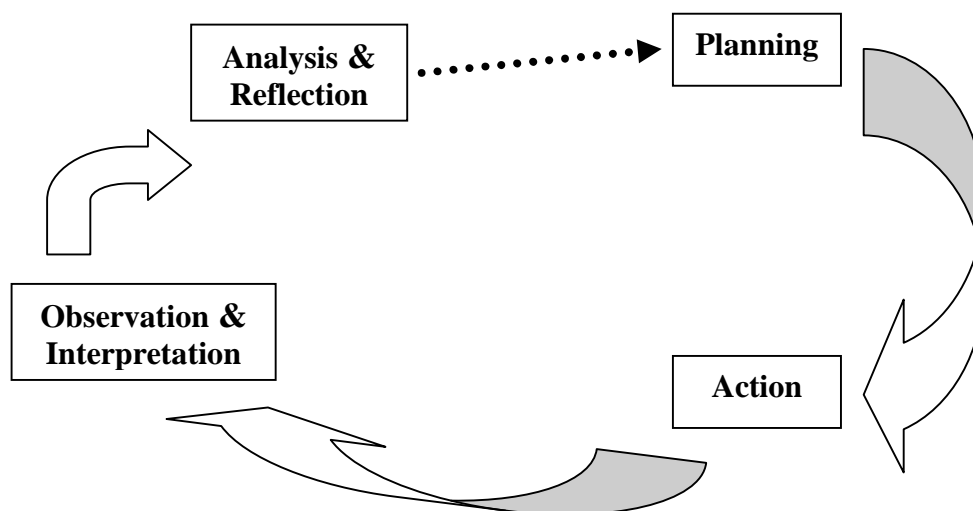 Analysis &
Reflection
Planning
Observation &
Interpretation
Action